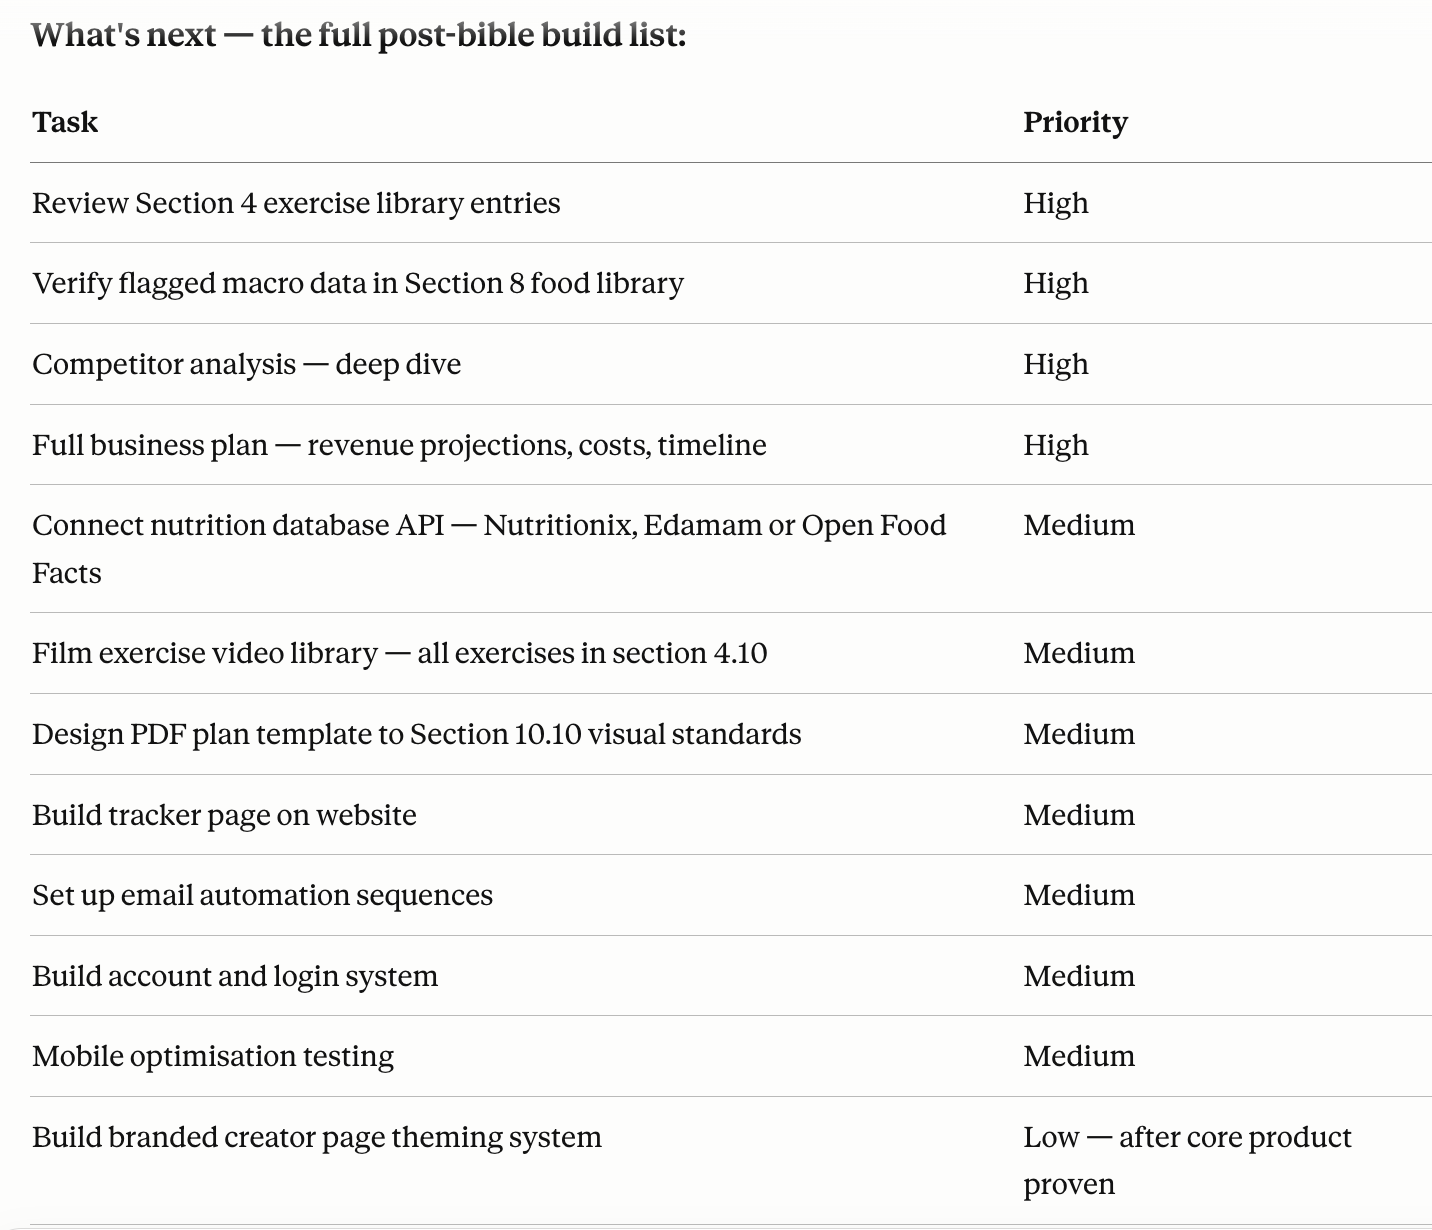 What's next — the full post-bible build list:
Task Priority
Review Section 4 exercise library entries High
Verify flagged macro data in Section 8 food library High
Competitor analysis — deep dive High
Full business plan — revenue projections, costs, timeline High
Connect nutrition database API — Nutritionix, Edamam or Open Food Medium
Facts
Film exercise video library — all exercises in section 4.10 Medium
Design PDF plan template to Section 10.10 visual standards Medium
Build tracker page on website Medium
Set up email automation sequences Medium
Build account and login system Medium
Mobile optimisation testing Medium
Build branded creator page theming system Low — after core product
proven